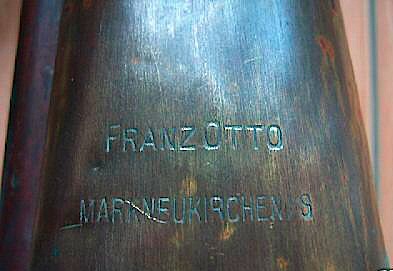 FRANZ OTTO
MARKNEUKIRCHEN/S